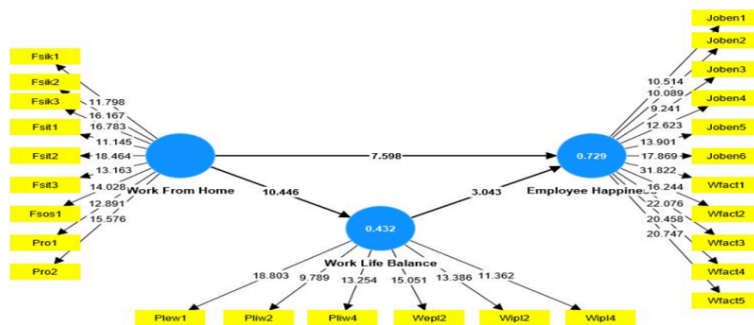 Joben1
Joben2
Fsik1
Joben3
Fsik2
10.514
Fsik3
11.798
10.089
Joben4
16.167
9.241
Fsit1
16.783
12.623
Joben5
11.145
13.901
Fsit2
18.464
7.598
0.729
17.869
Joben6
13.163
31.822
Wfact1
Fsit3
14.028
Work From Home
Employee Happiness
16.244
Wfact2
Fsos1
12.891
10.446
3.043
22.076
Pro1
15.576
20.458
Wfact3
0.432
20.747
Pro2
Wfact4
Work Life Balance
18.803
9.789
13.254
15.051
13.386
11.362
Wfact5
Plew1
Pliw2
Pliw4
Wepl2
Wipl2
Wipl4